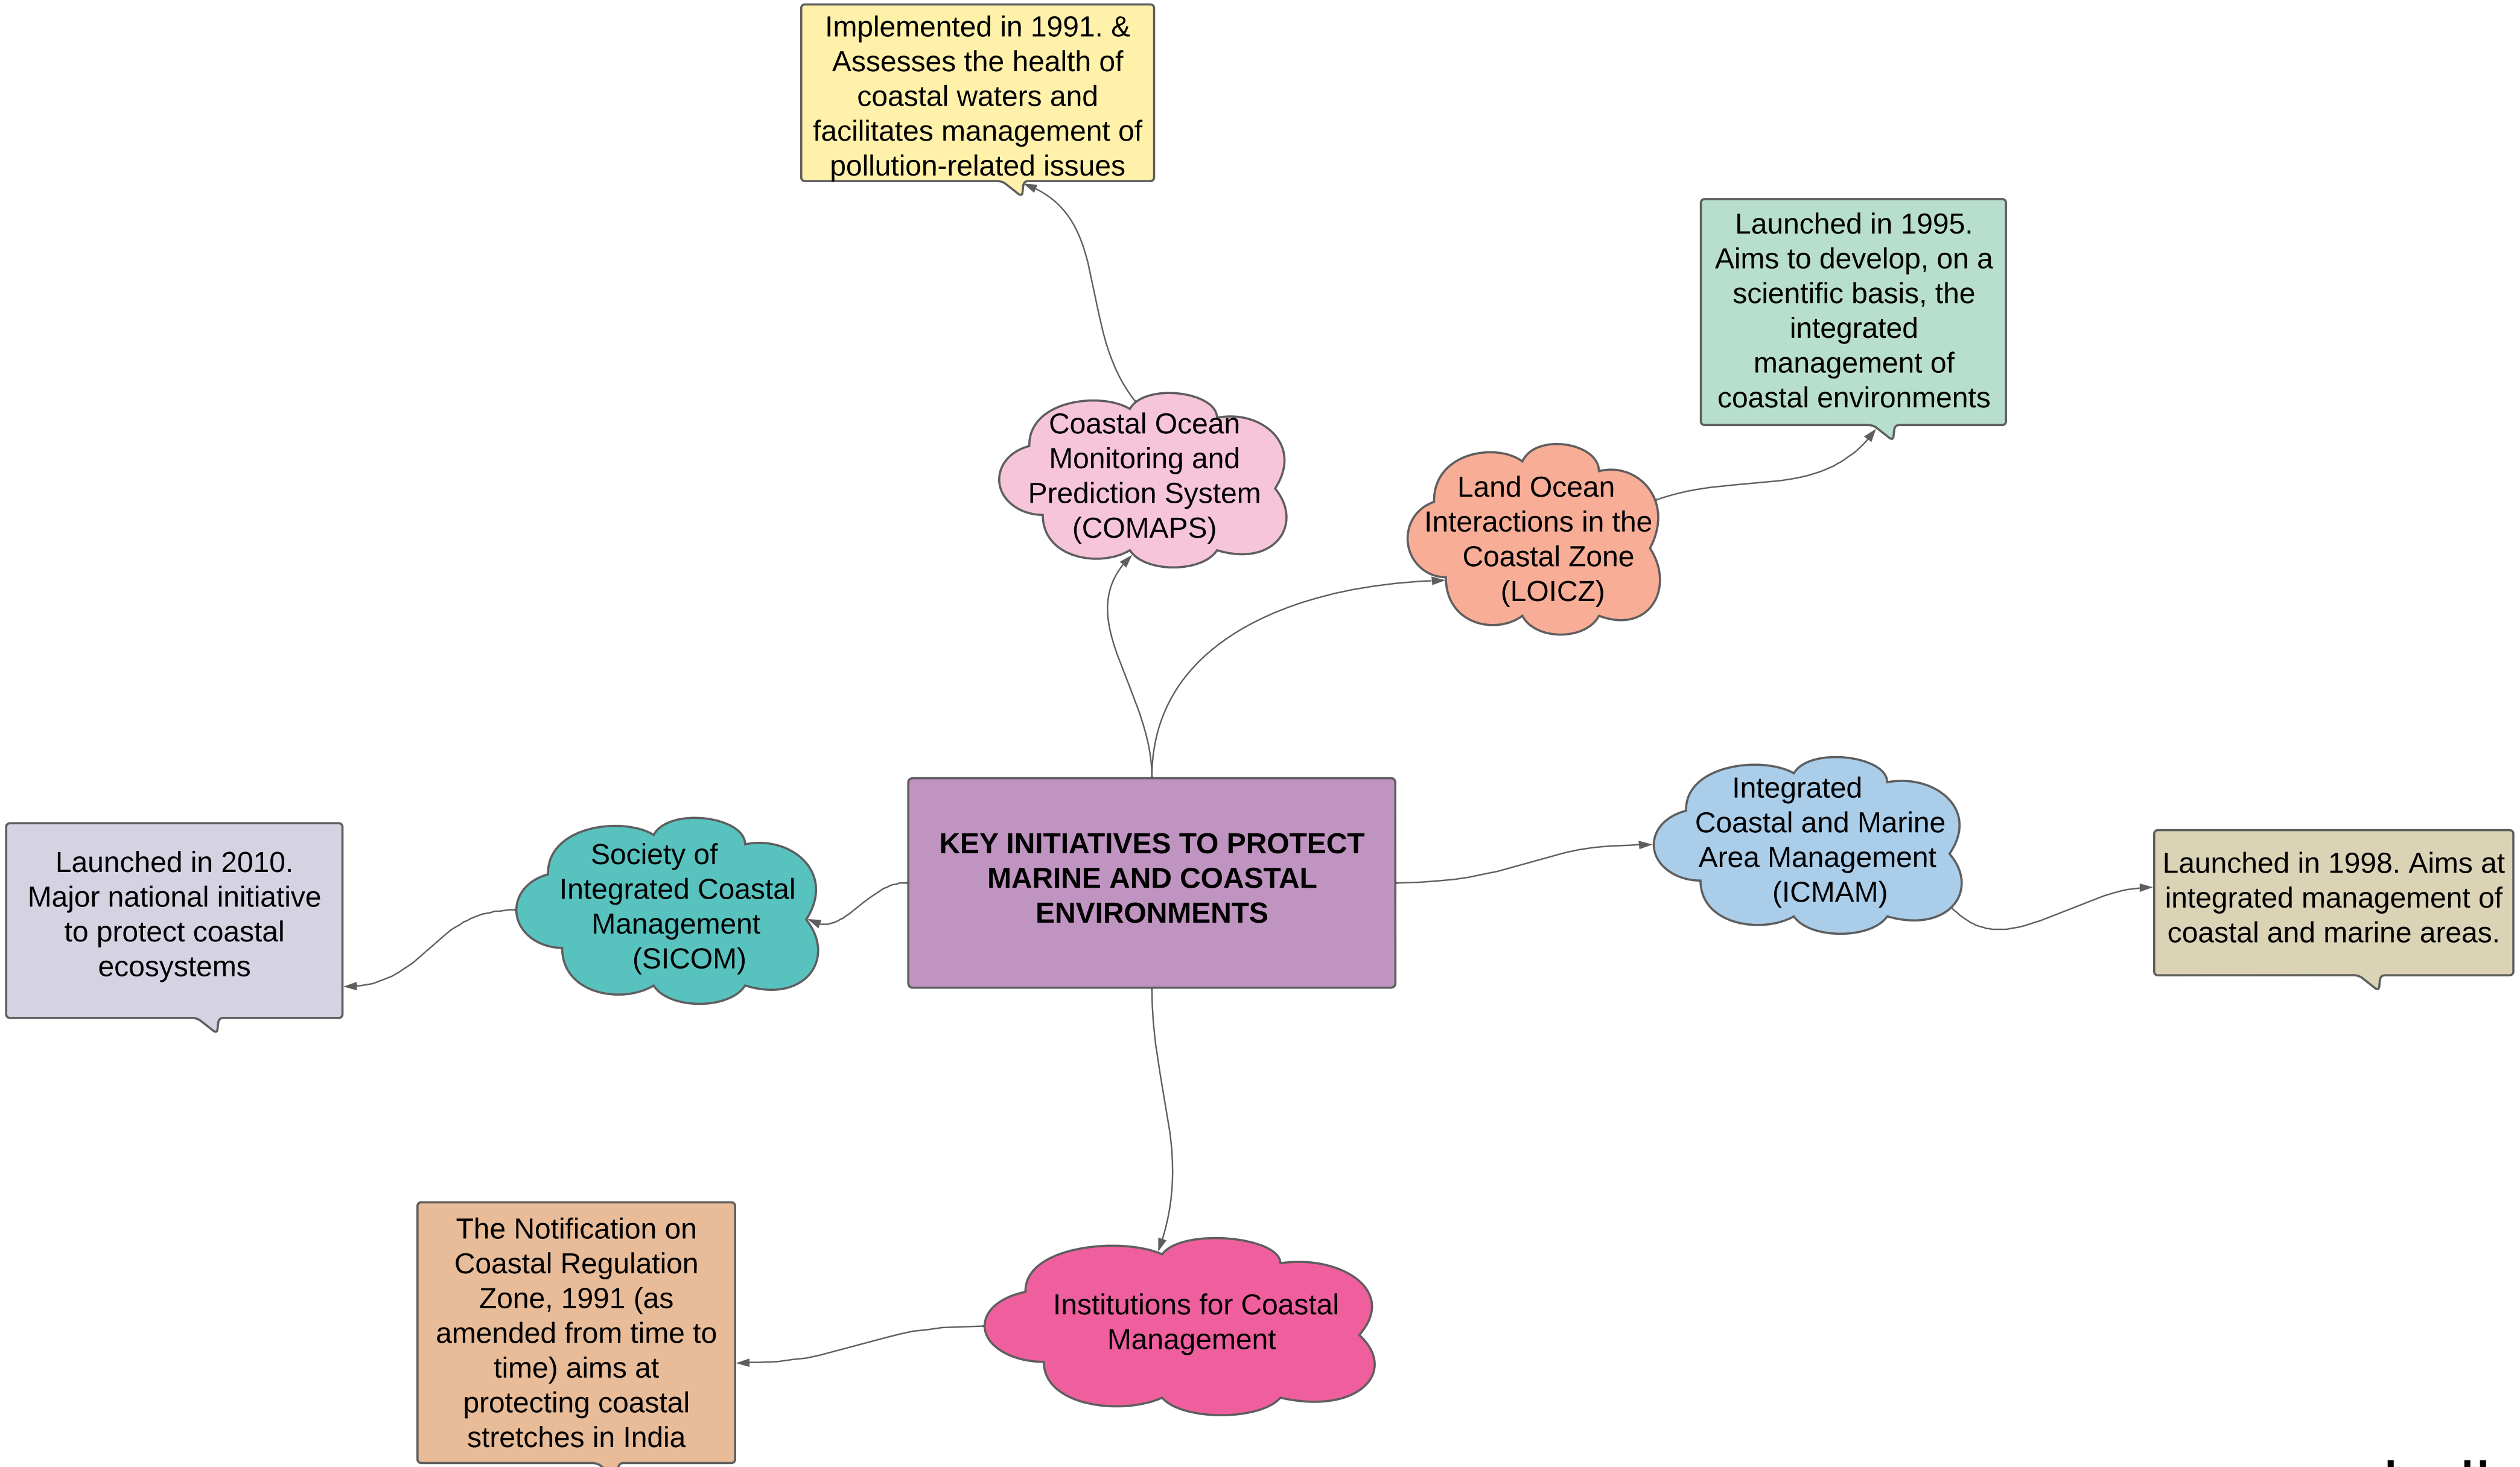 Implemented in 1991. &
Assesses the health of
coastal waters and
facilitates management of
pollution-related issues
Launched in 1995.
Aims to develop, on a
scientific basis, the
integrated
management of
coastal environments
Coastal Ocean
Monitoring and
Prediction System
(COMAPS)
Land Ocean
Interactions in the
Coastal Zone
(LOICZ)
Integrated
Coastal and Marine
Area Management
(ICMAM)
Launched in 1998. Aims at
integrated management of
coastal and marine areas.
KEY INITIATIVES TO PROTECT
MARINE AND COASTAL
ENVIRONMENTS
Society of
Integrated Coastal
Management
(SICOM)
Launched in 2010.
Major national initiative
to protect coastal
ecosystems
The Notification on
Coastal Regulation
Zone, 1991 (as
amended from time to
time) aims at
protecting coastal
stretches in India
Institutions for Coastal
Management